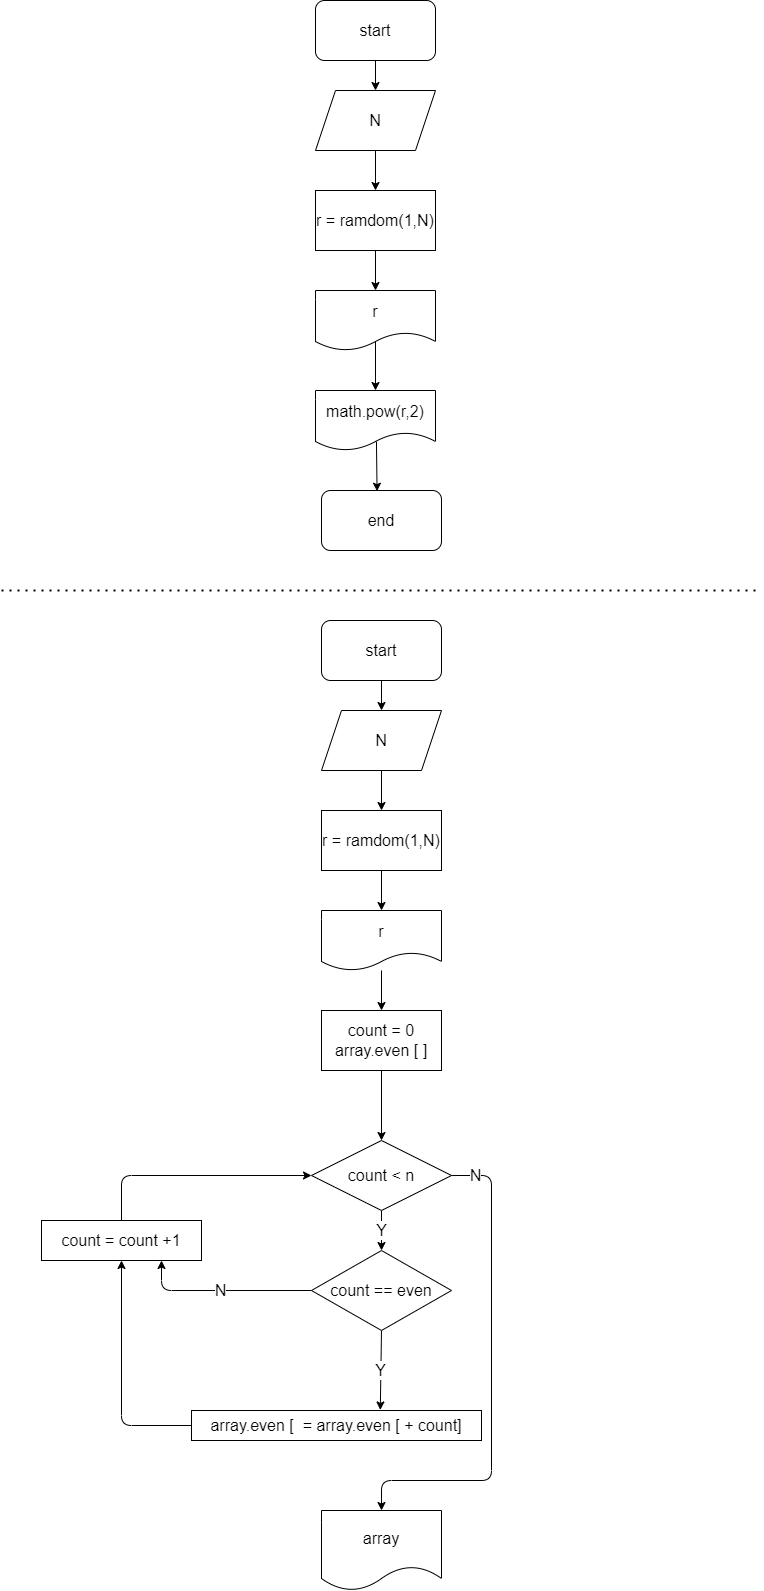 start
N
r = ramdom(1,N)
r
math.pow(r,2)
end
start
N
r = ramdom(1,N)
r
count = 0
array.even [ ]
count < n
N
Y
count = count +1
count == even
N
Y
array.even [  = array.even [ + count]
array